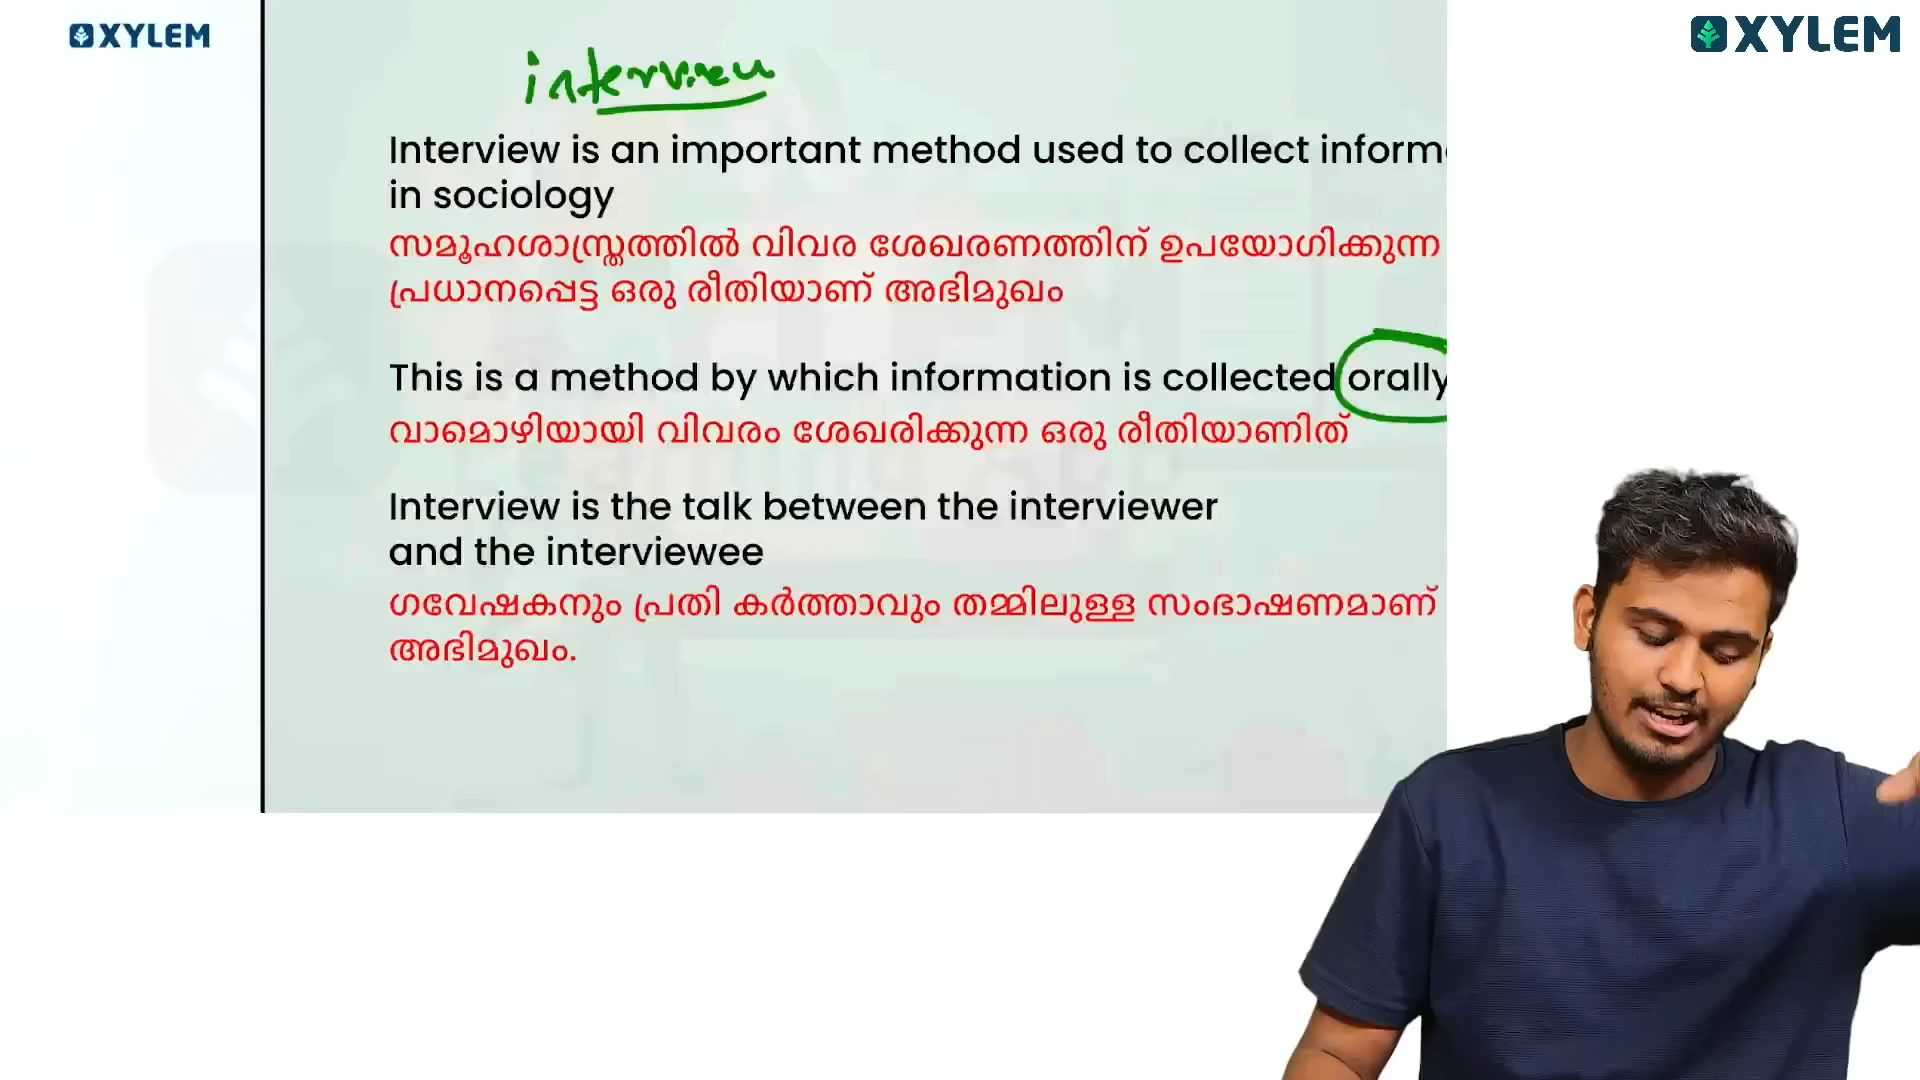 XYLEM
XYLEM
interview
Interview is an important method used to collect inform
in sociology
സമൂഹശാസ്ത്രത്തിൽ വിവര ശേഖരണത്തിന് ഉപയോഗിക്കുന്ന
പ്രധാനപ്പെട്ട ഒരു രീതിയാണ് അഭിമുഖം
This is a method by which information is collected orally
വാമൊഴിയായി വിവരം ശേഖരിക്കുന്ന ഒരു രീതിയാണിത്
Interview is the talk between the interviewer
and the interviewee
ഗവേഷകനും പ്രതി കർത്താവും തമ്മിലുള്ള സംഭാഷണമാണ്
അഭിമുഖം.